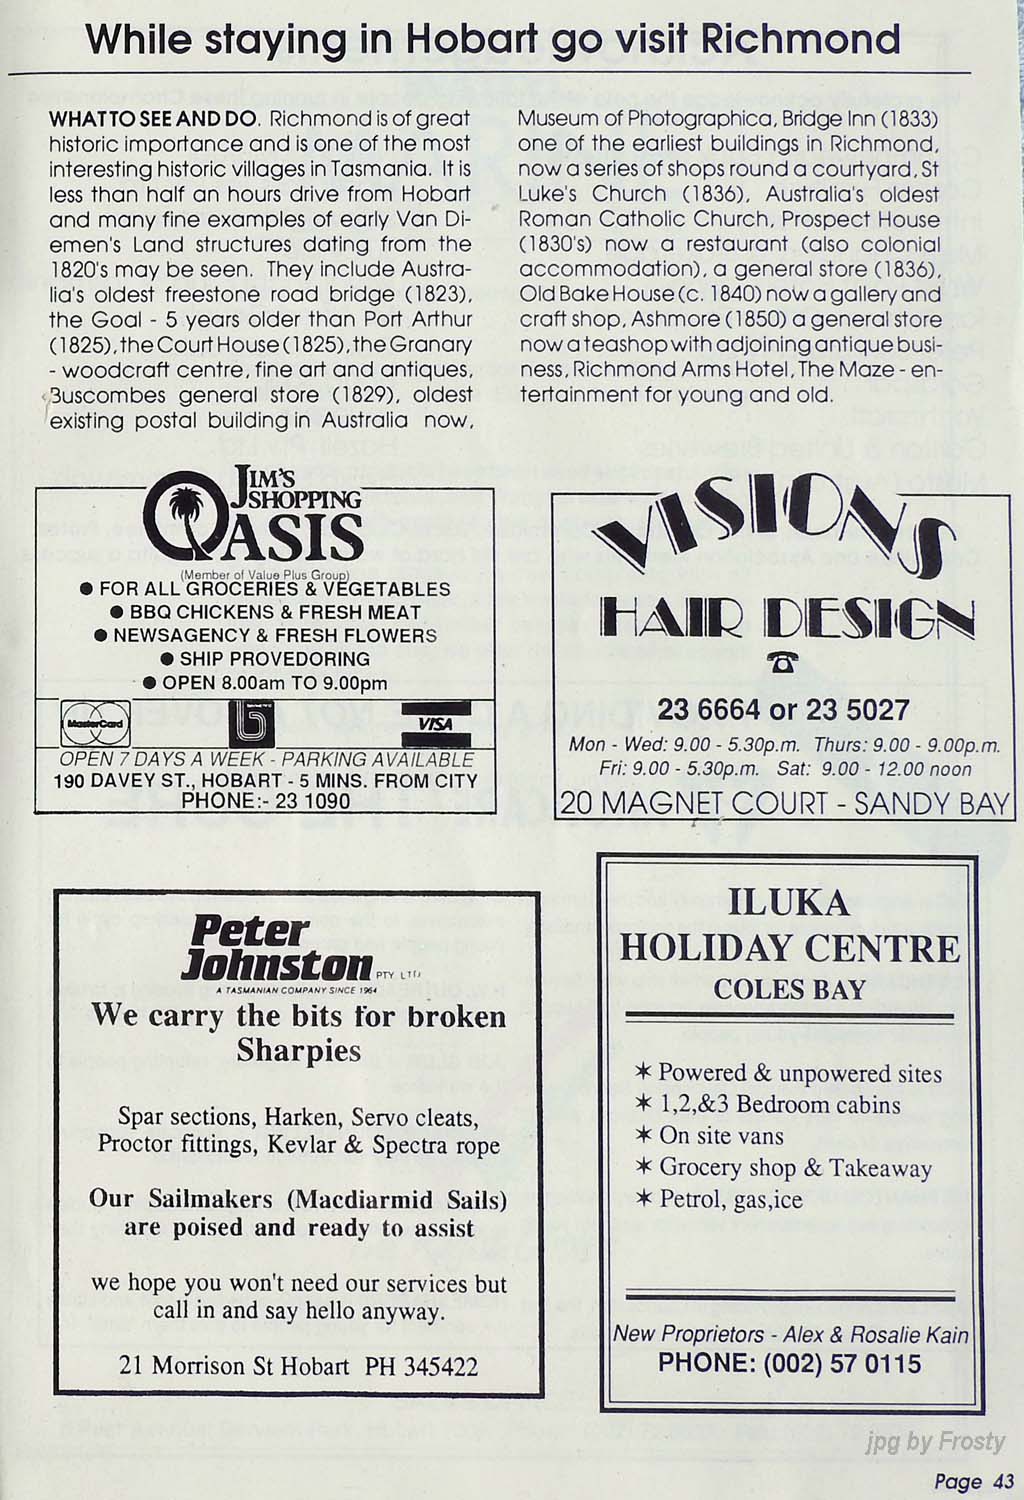 While staying in Hobart go visit Richmond
WHAT TO SEE AND DO. Richmond is of great
historic importance and is one of the most
interesting historic villages in Tasmania. It is
less than half an hours drive from Hobart
and many fine examples of early Van Di-
emen's Land structures dating from the
1820's may be seen. They include Austra-
lia's oldest freestone road bridge (1823),
the Goal - 5 years older than Port Arthur
(1825), the Court House (1825), the Granary
- woodcraft centre, fine art and antiques,
Buscombes general store (1829), oldest
existing postal building in Australia now,
Museum of Photographica, Bridge Inn (1833)
one of the earliest buildings in Richmond,
now a series of shops round a courtyard, St
Luke's Church (1836), Australia's oldest
Roman Catholic Church, Prospect House
(1830's) now a restaurant (also colonial
accommodation), a general store (1836),
Old Bake House (c. 1840) now a gallery and
craft shop, Ashmore (1850) a general store
now a teashop with adjoining antique busi-
ness, Richmond Arms Hotel, The Maze - en-
tertainment for young and old.
JIM'S
SHOPPING
OASIS
(Member of Value Plus Group)
● FOR ALL GROCERIES & VEGETABLES
● BBQ CHICKENS & FRESH MEAT
● NEWSAGENCY & FRESH FLOWERS
● SHIP PROVEDORING
● OPEN 8.00am TO 9.00pm
MasterCard
VISA
OPEN 7 DAYS A WEEK - PARKING AVAILABLE
190 DAVEY ST., HOBART - 5 MINS. FROM CITY
PHONE:- 23 1090
VISIONS
HAIR DESIGN
☎
23 6664 or 23 5027
Mon - Wed: 9.00 - 5.30p.m. Thurs: 9.00 - 9.00p.m.
Fri: 9.00 - 5.30p.m. Sat: 9.00 - 12.00 noon
20 MAGNET COURT - SANDY BAY
Peter
Johnston PTY LTD
A TASMANIAN COMPANY SINCE 1964
We carry the bits for broken
Sharpies
Spar sections, Harken, Servo cleats,
Proctor fittings, Kevlar & Spectra rope
Our Sailmakers (Macdiarmid Sails)
are poised and ready to assist
we hope you won't need our services but
call in and say hello anyway.
21 Morrison St Hobart PH 345422
ILUKA
HOLIDAY CENTRE
COLES BAY
* Powered & unpowered sites
* 1,2,&3 Bedroom cabins
* On site vans
* Grocery shop & Takeaway
* Petrol, gas,ice
New Proprietors - Alex & Rosalie Kain
PHONE: (002) 57 0115
jpg by Frosty
Page 43